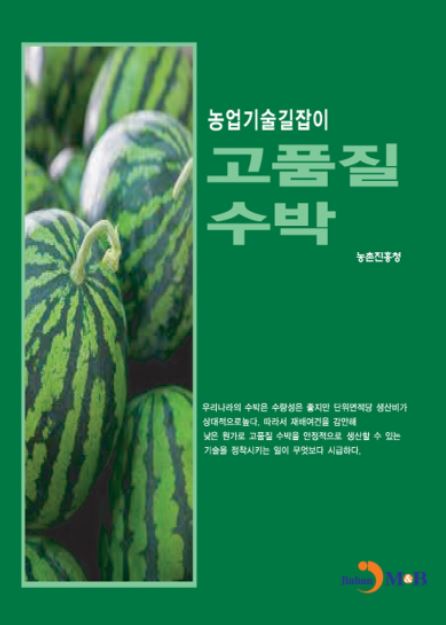 농업기술길잡이
고품질
수박
농촌진흥청
우리나라의 수박은 수량성은 좋지만 단위면적당 생산비가
상대적으로높다. 따라서 재배여건을 감안해
낮은 원가로 고품질 수박을 안정적으로 생산할 수 있는
기술을 정착시키는 일이 무엇보다 시급하다.
Jinhan M&B